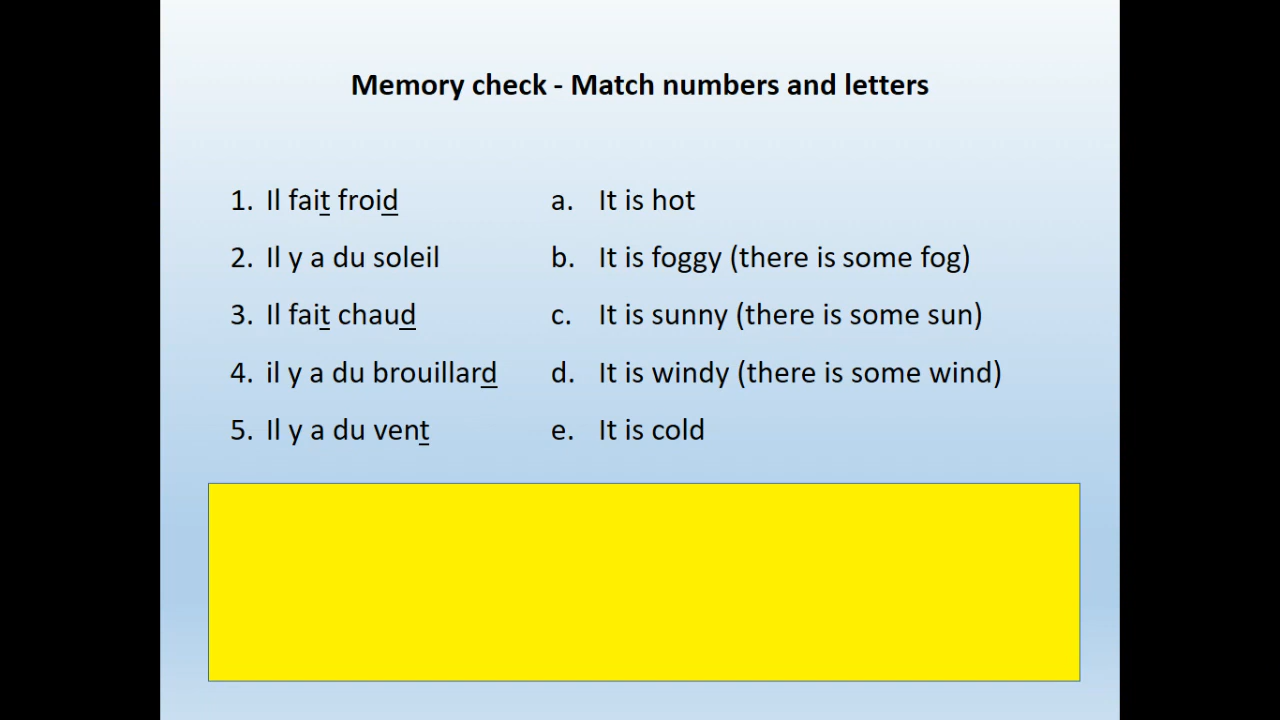 Memory check - Match numbers and letters
1. Il fait froid a. It is hot
2. Il y a du soleil b. It is foggy (there is some fog)
3. Il fait chaud c. It is sunny (there is some sun)
4. il y a du brouillard d. It is windy (there is some wind)
5. Il y a du vent e. It is cold